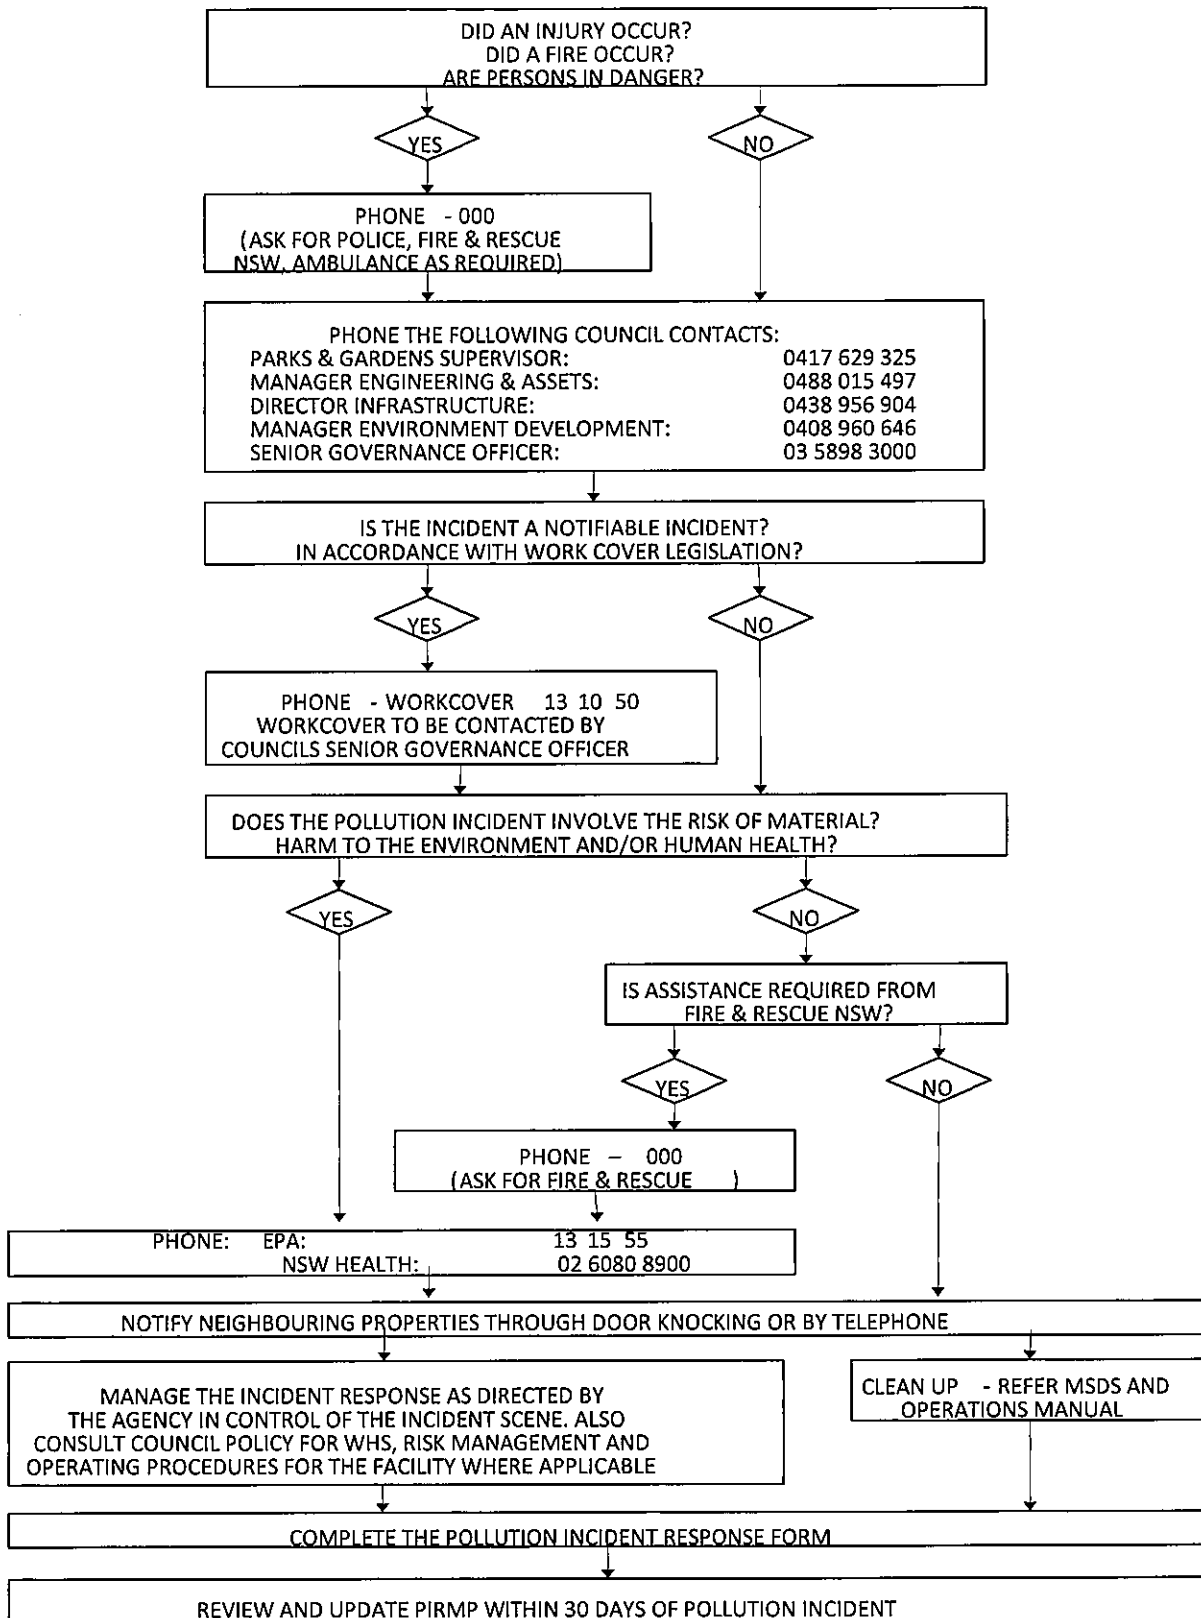 DID AN INJURY OCCUR?
DID A FIRE OCCUR?
ARE PERSONS IN DANGER?
YES
NO
PHONE - 000
(ASK FOR POLICE, FIRE & RESCUE
NSW, AMBULANCE AS REQUIRED)
PHONE THE FOLLOWING COUNCIL CONTACTS:
PARKS & GARDENS SUPERVISOR: 0417 629 325
MANAGER ENGINEERING & ASSETS: 0488 015 497
DIRECTOR INFRASTRUCTURE: 0438 956 904
MANAGER ENVIRONMENT DEVELOPMENT: 0408 960 646
SENIOR GOVERNANCE OFFICER: 03 5898 3000
IS THE INCIDENT A NOTIFIABLE INCIDENT?
IN ACCORDANCE WITH WORK COVER LEGISLATION?
YES
NO
PHONE - WORKCOVER 13 10 50
WORKCOVER TO BE CONTACTED BY
COUNCILS SENIOR GOVERNANCE OFFICER
DOES THE POLLUTION INCIDENT INVOLVE THE RISK OF MATERIAL?
HARM TO THE ENVIRONMENT AND/OR HUMAN HEALTH?
YES
NO
IS ASSISTANCE REQUIRED FROM
FIRE & RESCUE NSW?
YES
NO
PHONE – 000
(ASK FOR FIRE & RESCUE )
PHONE: EPA: 13 15 55
NSW HEALTH: 02 6080 8900
NOTIFY NEIGHBOURING PROPERTIES THROUGH DOOR KNOCKING OR BY TELEPHONE
MANAGE THE INCIDENT RESPONSE AS DIRECTED BY
THE AGENCY IN CONTROL OF THE INCIDENT SCENE. ALSO
CONSULT COUNCIL POLICY FOR WHS, RISK MANAGEMENT AND
OPERATING PROCEDURES FOR THE FACILITY WHERE APPLICABLE
CLEAN UP - REFER MSDS AND
OPERATIONS MANUAL
COMPLETE THE POLLUTION INCIDENT RESPONSE FORM
REVIEW AND UPDATE PIRMP WITHIN 30 DAYS OF POLLUTION INCIDENT